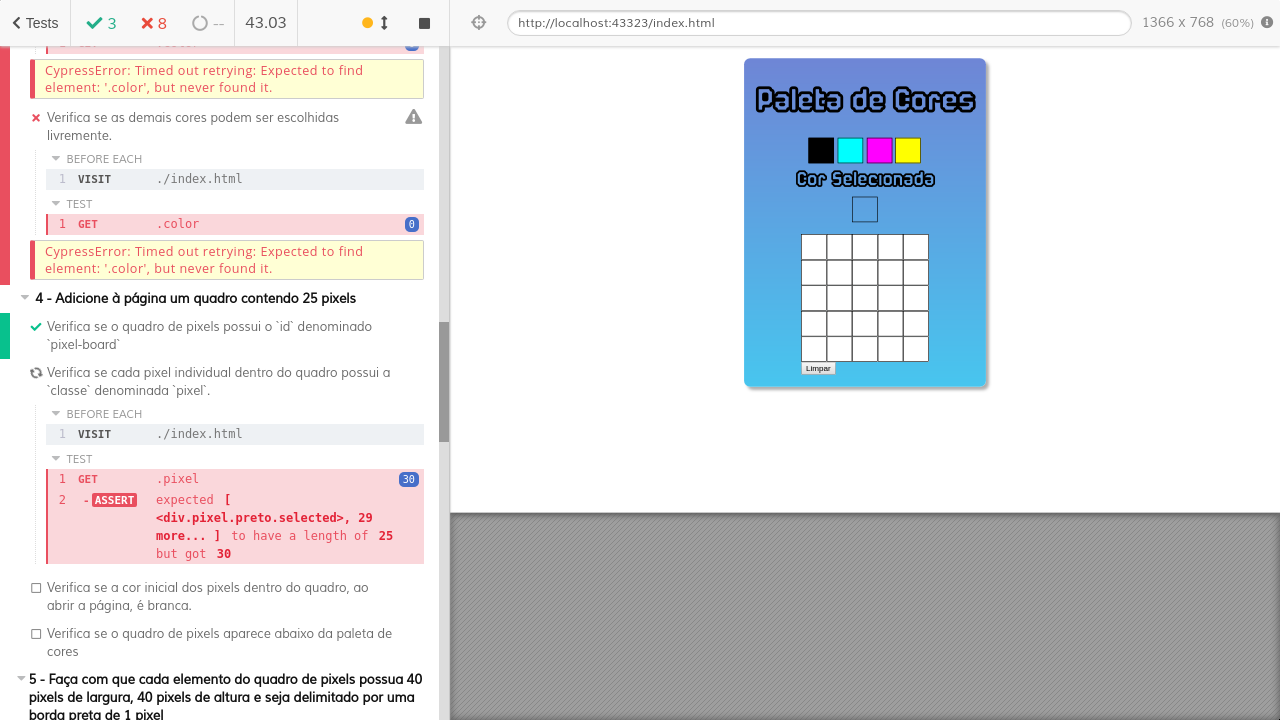 Tests
3
8
--
43.03
http://localhost:43323/index.html
1366 x 768 (60%)
CypressError: Timed out retrying: Expected to find
element: '.color', but never found it.
Verifica se as demais cores podem ser escolhidas
livremente.
BEFORE EACH
1 VISIT ./index.html
TEST
1 GET .color 0
CypressError: Timed out retrying: Expected to find
element: '.color', but never found it.
4 - Adicione à página um quadro contendo 25 pixels
Verifica se o quadro de pixels possui o `id` denominado
`pixel-board`
Verifica se cada pixel individual dentro do quadro possui a
`classe` denominada `pixel`.
BEFORE EACH
1 VISIT ./index.html
TEST
1 GET .pixel 30
2 -ASSERT expected [
<div.pixel.preto.selected>, 29
more... ] to have a length of 25
but got 30
Verifica se a cor inicial dos pixels dentro do quadro, ao
abrir a página, é branca.
Verifica se o quadro de pixels aparece abaixo da paleta de
cores
5 - Faça com que cada elemento do quadro de pixels possua 40
pixels de largura, 40 pixels de altura e seja delimitado por uma
borda preta de 1 pixel
Paleta de Cores
Cor Selecionada
Limpar